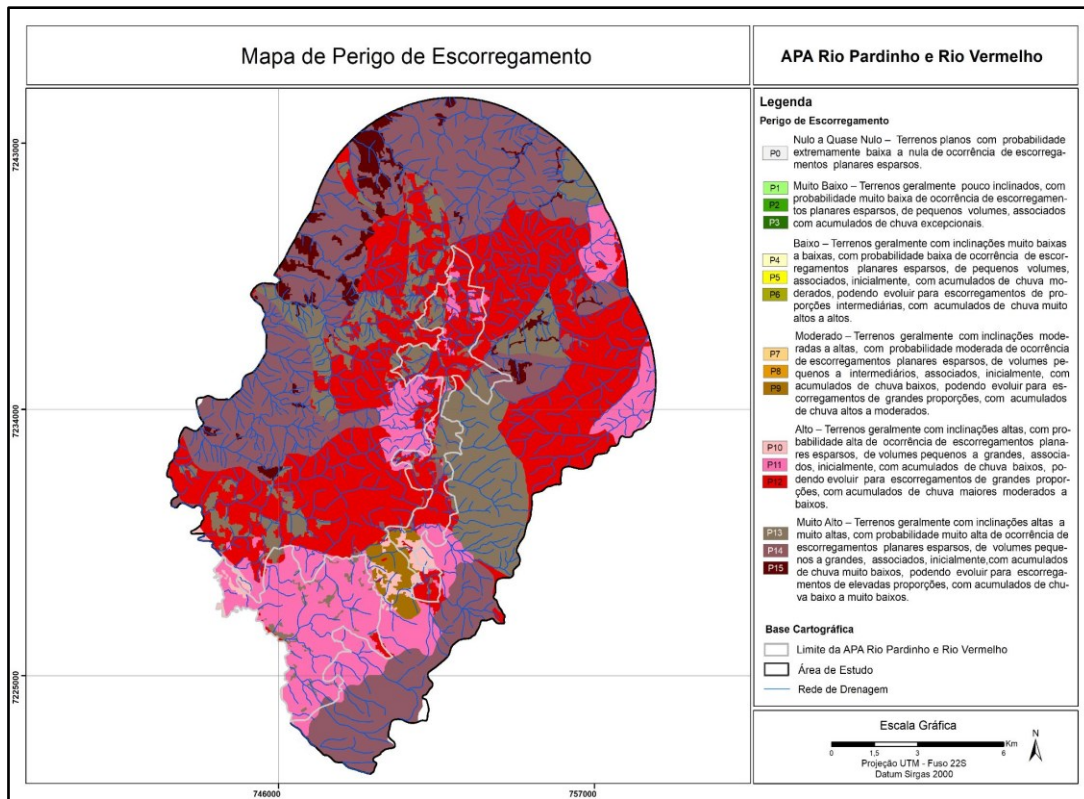 Mapa de Perigo de Escorregamento
APA Rio Pardinho e Rio Vermelho
7243000
7234000
7225000
746000
757000
Legenda
Perigo de Escorregamento
P0
Nulo a Quase Nulo – Terrenos planos com probabilidade
extremamente baixa a nula de ocorrência de escorrega-
mentos planares esparsos.
P1
P2
P3
Muito Baixo – Terrenos geralmente pouco inclinados, com
probabilidade muito baixa de ocorrência de escorregamen-
tos planares esparsos, de pequenos volumes, associados
com acumulados de chuva excepcionais.
P4
P5
P6
Baixo – Terrenos geralmente com inclinações muito baixas
a baixas, com probabilidade baixa de ocorrência de escor-
regamentos planares esparsos, de pequenos volumes,
associados, inicialmente, com acumulados de chuva mo-
derados, podendo evoluir para escorregamentos de pro-
porções intermediárias, com acumulados de chuva muito
altos a altos.
P7
P8
P9
Moderado – Terrenos geralmente com inclinações mode-
radas a altas, com probabilidade moderada de ocorrência
de escorregamentos planares esparsos, de volumes pe-
quenos a intermediários, associados, inicialmente, com
acumulados de chuva baixos, podendo evoluir para es-
corregamentos de grandes proporções, com acumulados
de chuva altos a moderados.
P10
P11
P12
Alto – Terrenos geralmente com inclinações altas, com pro-
babilidade alta de ocorrência de escorregamentos plana-
res esparsos, de volumes pequenos a grandes, associa-
dos, inicialmente, com acumulados de chuva baixos, po-
dendo evoluir para escorregamentos de grandes propor-
ções, com acumulados de chuva maiores moderados a
baixos.
P13
P14
P15
Muito Alto – Terrenos geralmente com inclinações altas a
muito altas, com probabilidade muito alta de ocorrência de
escorregamentos planares esparsos, de volumes peque-
nos a grandes, associados, inicialmente,com acumulados
de chuva muito baixos, podendo evoluir para escorrega-
mentos de elevadas proporções, com acumulados de chu-
va baixo a muito baixos.
Base Cartográfica
Limite da APA Rio Pardinho e Rio Vermelho
Área de Estudo
Rede de Drenagem
Escala Gráfica
N
Km
0 1,5 3 6
Projeção UTM - Fuso 22S
Datum Sirgas 2000